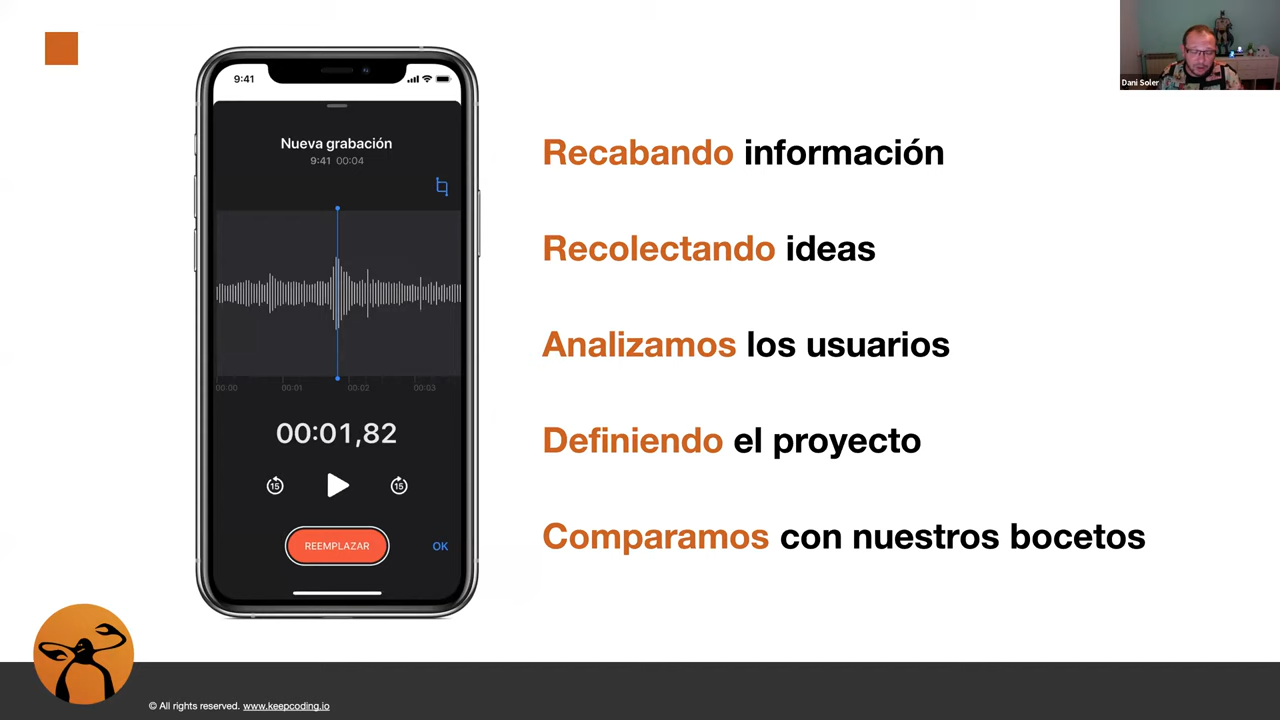 Dani Soler
9:41
Nueva grabación
9:41 00:04
00:00 00:01 00:02 00:03
00:01,82
15 15
REEMPLAZAR
OK
Recabando información
Recolectando ideas
Analizamos los usuarios
Definiendo el proyecto
Comparamos con nuestros bocetos
© All rights reserved. www.keepcoding.io